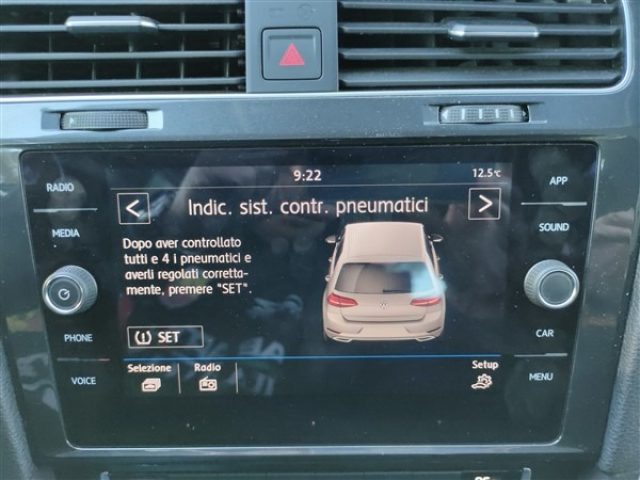 9:22
12.5°C
RADIO
APP
< Indic. sist. contr. pneumatici >
MEDIA
SOUND
Dopo aver controllato
tutti e 4 i pneumatici e
averli regolati corretta-
mente, premere "SET".
PHONE
SET
CAR
Selezione
Radio
Setup
VOICE
MENU